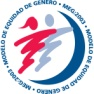 MODELO DE EQUIDAD DE GENERO • MEG:2003 • MODELO DE EQUIDAD DE GENERO • MEG:2003 •